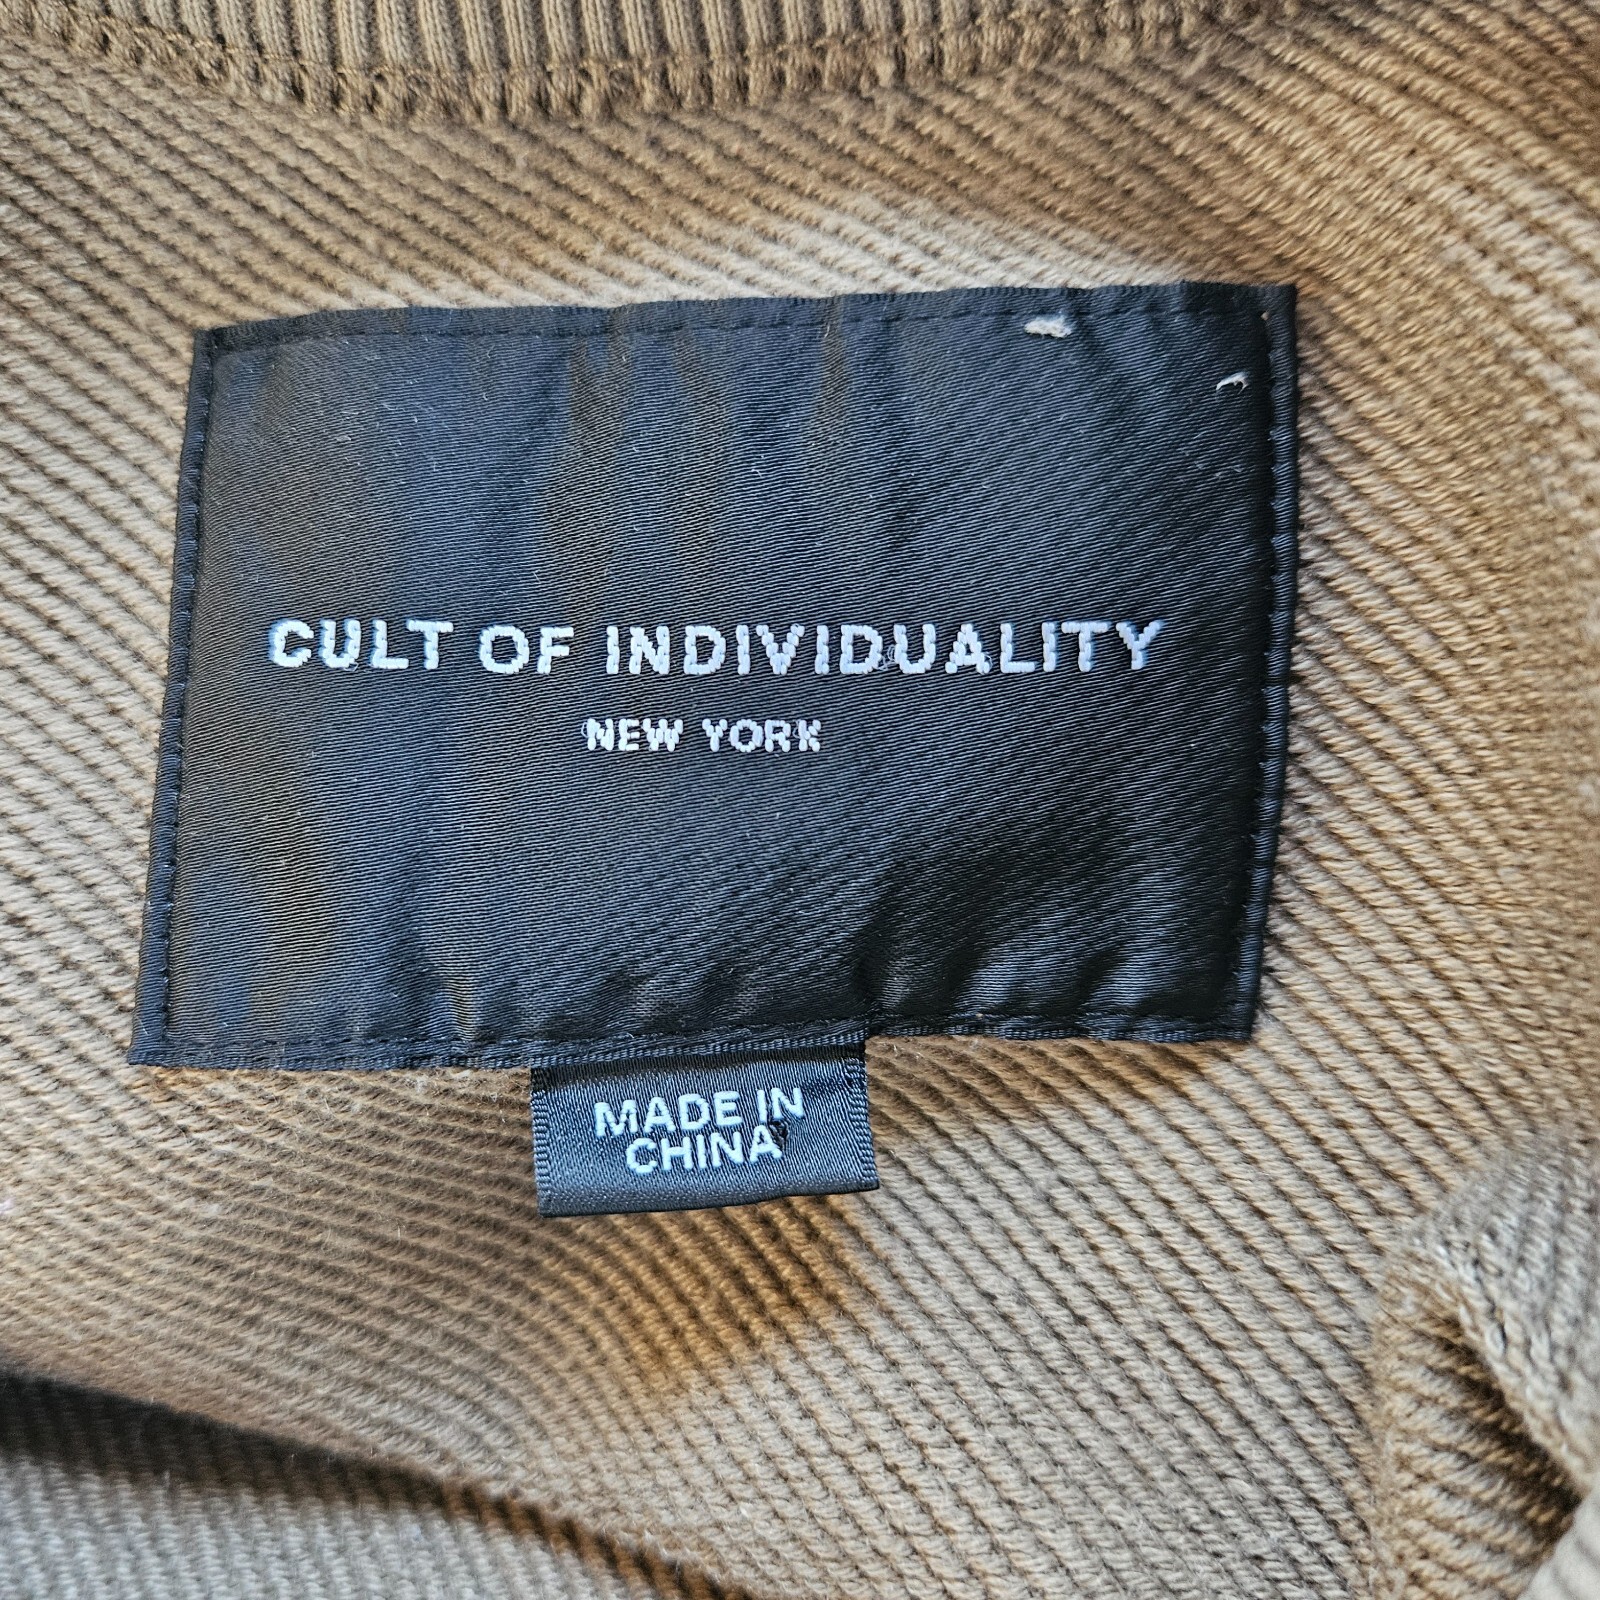 CULT OF INDIVIDUALITY
NEW YORK
MADE IN
CHINA